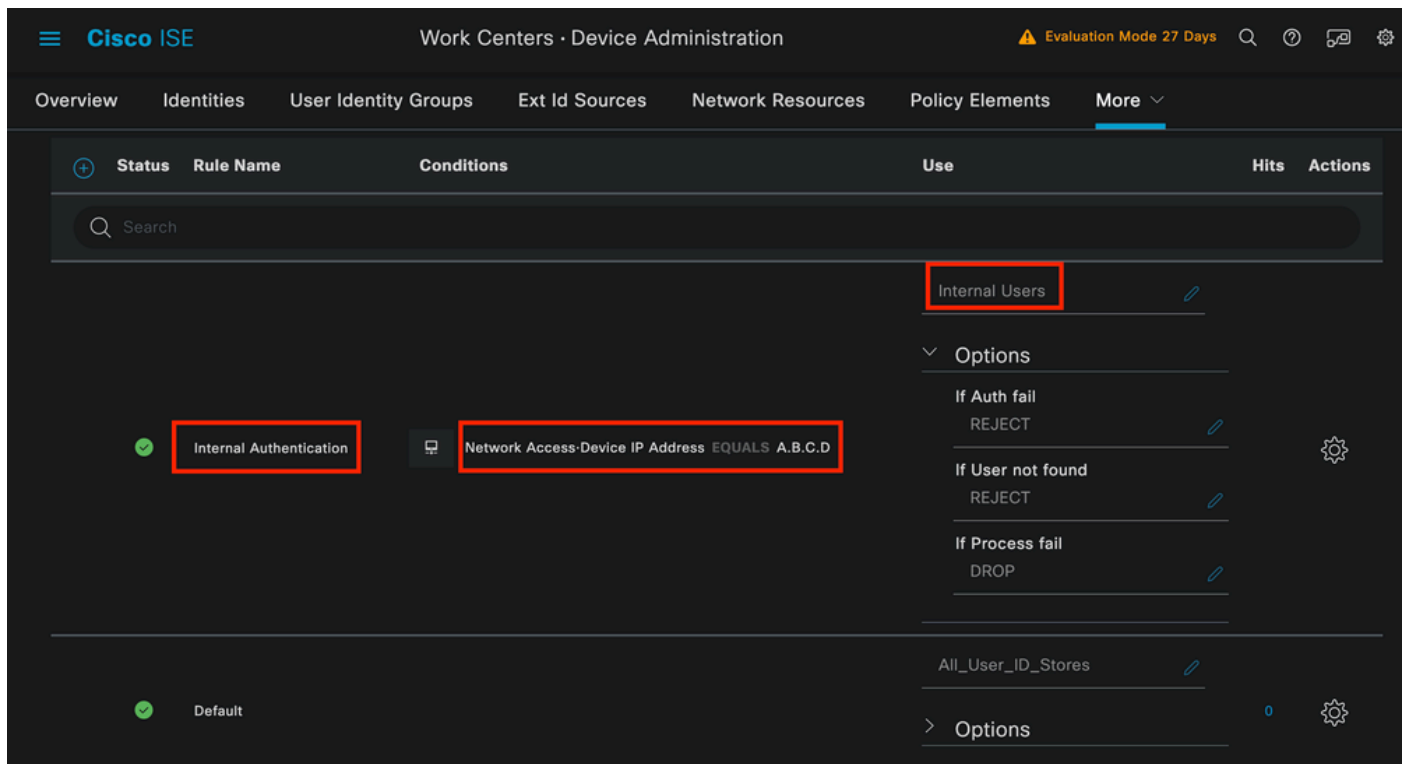 Cisco ISE
Work Centers · Device Administration
Evaluation Mode 27 Days
Overview Identities User Identity Groups Ext Id Sources Network Resources Policy Elements More
Status Rule Name Conditions Use Hits Actions
Search
Internal Users
Options
If Auth fail
REJECT
Internal Authentication Network Access·Device IP Address EQUALS A.B.C.D
If User not found
REJECT
If Process fail
DROP
All_User_ID_Stores
Default 0
Options